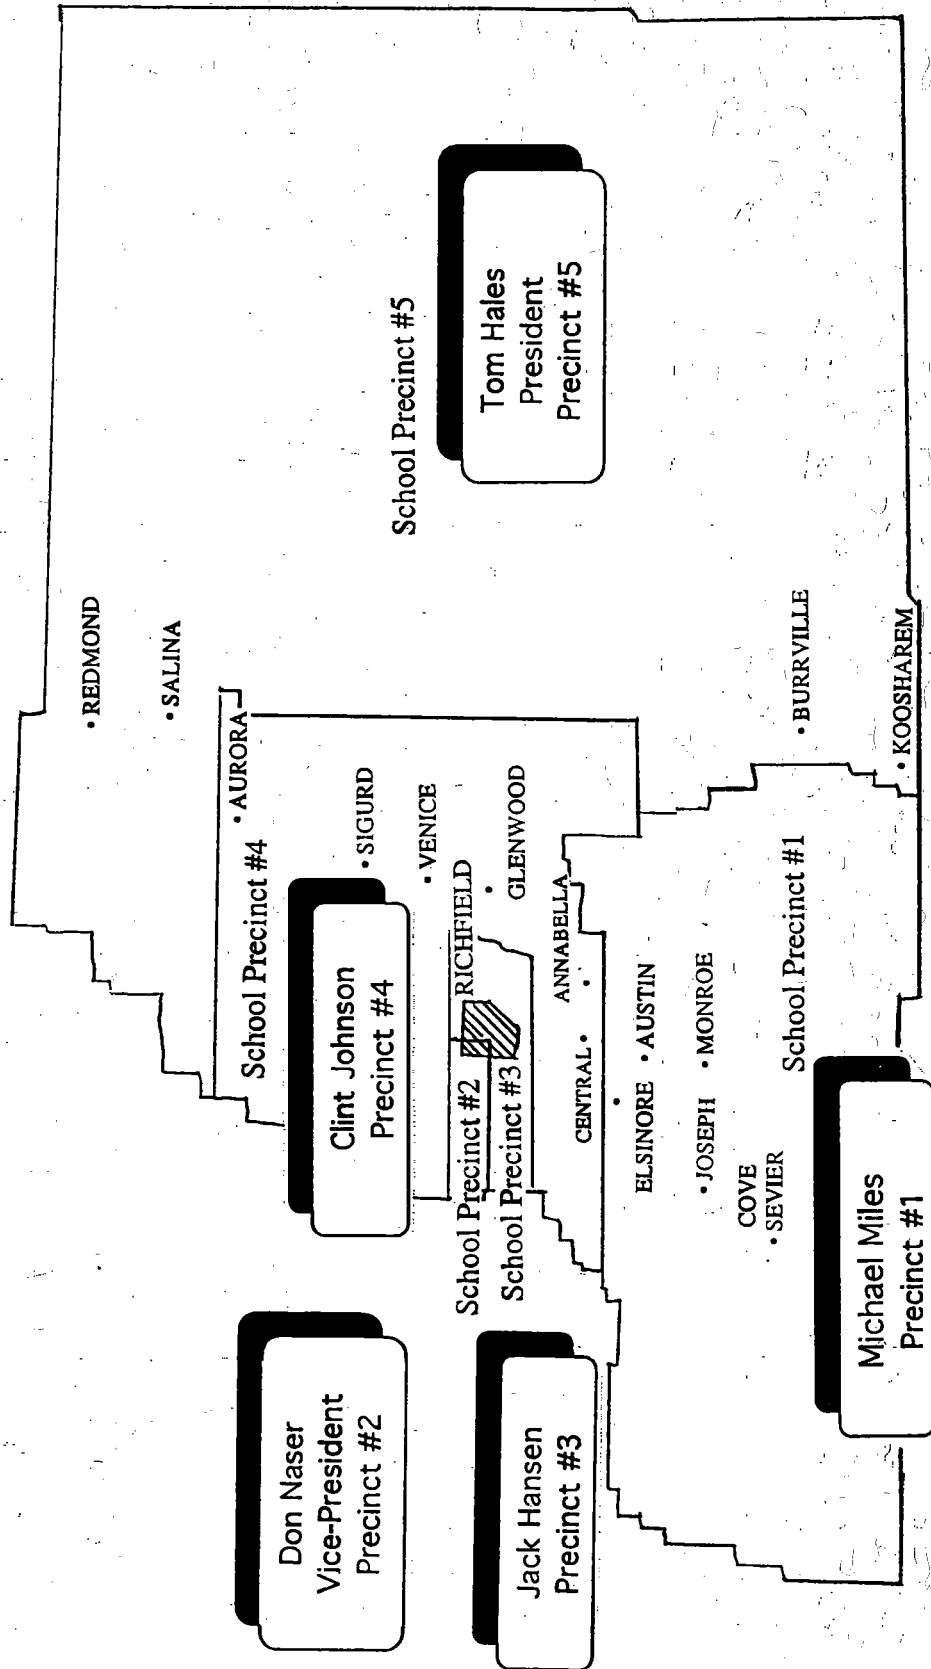 REDMOND
SALINA
AURORA
School Precinct #4
SIGURD
VENICE
RICHFIELD
GLENWOOD
ANNABELLA
CENTRAL
ELSINORE
AUSTIN
JOSEPH
MONROE
COVE
SEVIER
School Precinct #1
BURRVILLE
KOOSHAREM
School Precinct #5
School Precinct #2
School Precinct #3
Don Naser
Vice-President
Precinct #2
Clint Johnson
Precinct #4
Tom Hales
President
Precinct #5
Jack Hansen
Precinct #3
Michael Miles
Precinct #1